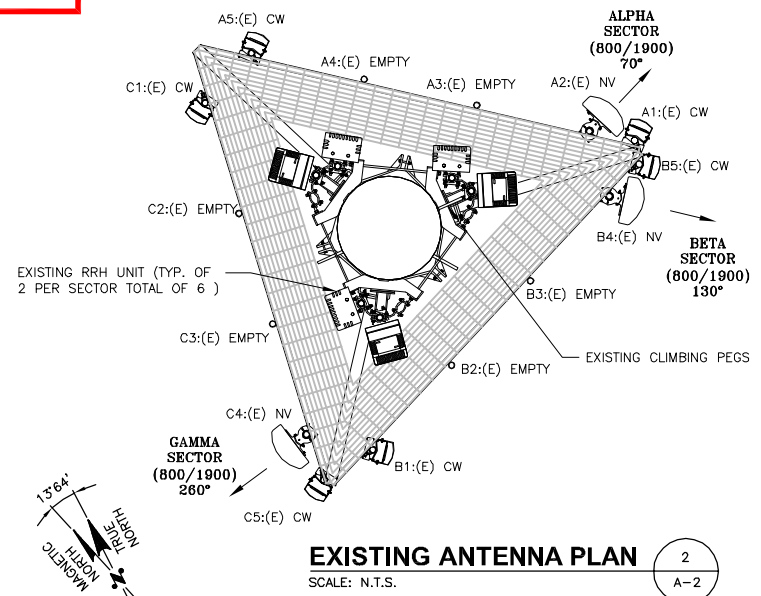 A5:(E) CW
ALPHA
SECTOR
(800/1900)
70°
A4:(E) EMPTY
A3:(E) EMPTY
A2:(E) NV
A1:(E) CW
C1:(E) CW
B5:(E) CW
C2:(E) EMPTY
B4:(E) NV
BETA
SECTOR
(800/1900)
130°
EXISTING RRH UNIT (TYP. OF
2 PER SECTOR TOTAL OF 6 )
B3:(E) EMPTY
C3:(E) EMPTY
EXISTING CLIMBING PEGS
B2:(E) EMPTY
C4:(E) NV
GAMMA
SECTOR
(800/1900)
260°
B1:(E) CW
C5:(E) CW
13°64'
TRUE
NORTH
MAGNETIC
NORTH
N
EXISTING ANTENNA PLAN
SCALE: N.T.S.
2
A-2